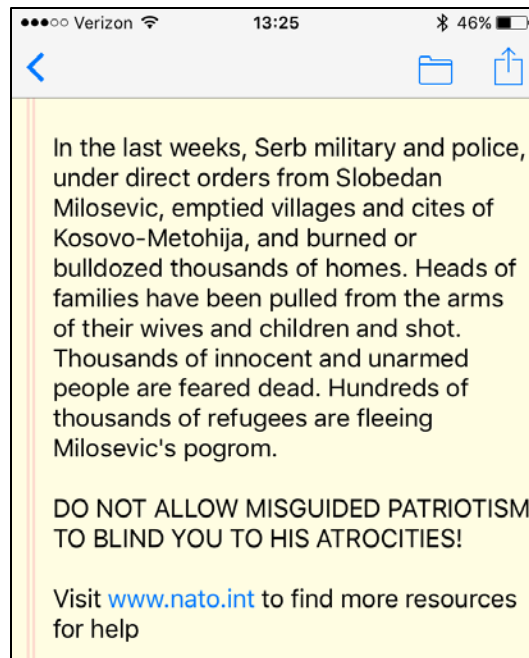 ●●●○○ Verizon 13:25 46%
In the last weeks, Serb military and police,
under direct orders from Slobedan
Milosevic, emptied villages and cites of
Kosovo-Metohija, and burned or
bulldozed thousands of homes. Heads of
families have been pulled from the arms
of their wives and children and shot.
Thousands of innocent and unarmed
people are feared dead. Hundreds of
thousands of refugees are fleeing
Milosevic's pogrom.
DO NOT ALLOW MISGUIDED PATRIOTISM
TO BLIND YOU TO HIS ATROCITIES!
Visit www.nato.int to find more resources
for help